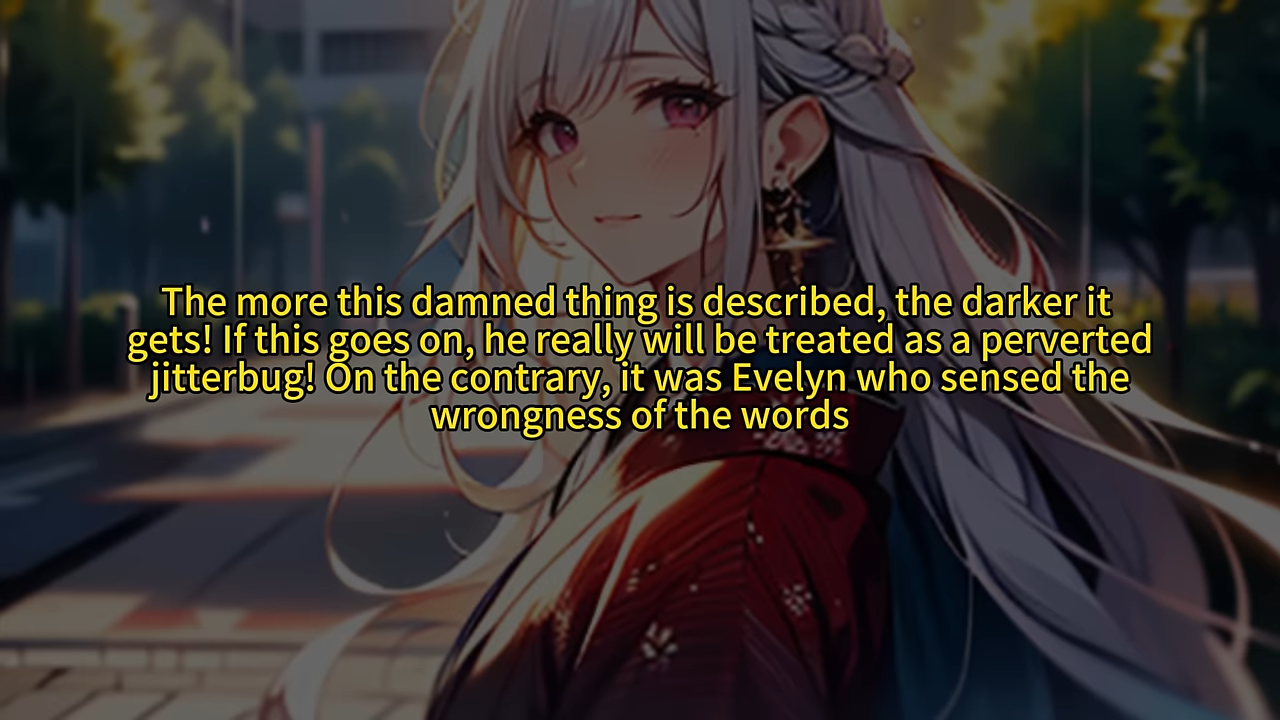 The more this damned thing is described, the darker it
gets! If this goes on, he really will be treated as a perverted
jitterbug! On the contrary, it was Evelyn who sensed the
wrongness of the words